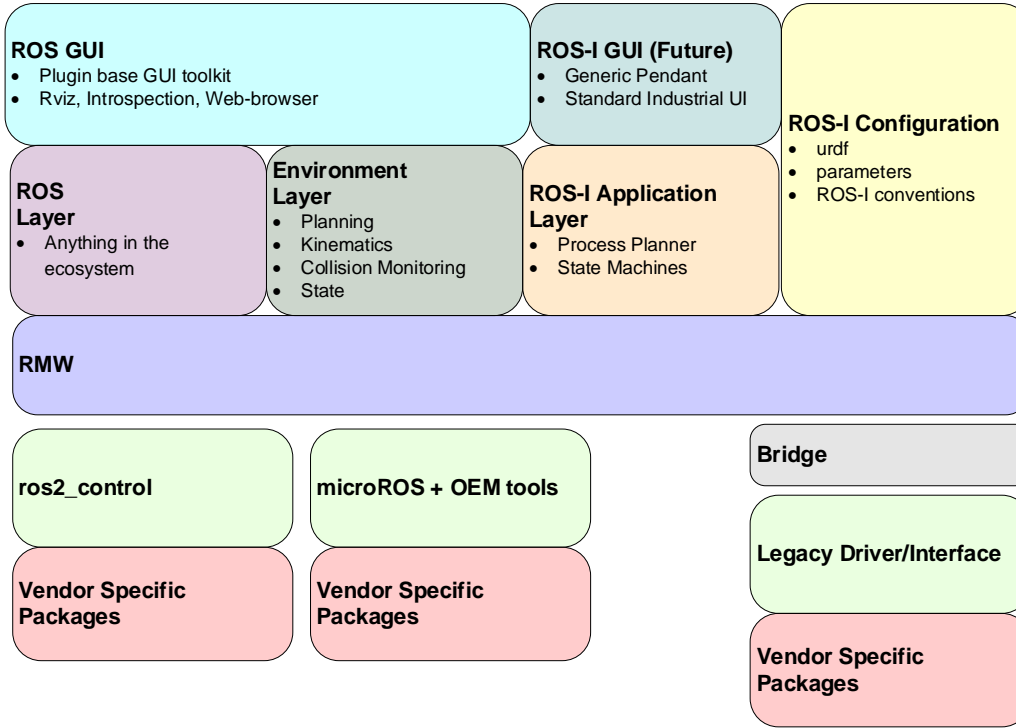 ROS GUI
• Plugin base GUI toolkit
• Rviz, Introspection, Web-browser
ROS-I GUI (Future)
• Generic Pendant
• Standard Industrial UI
ROS-I Configuration
• urdf
• parameters
• ROS-I conventions
ROS
Layer
• Anything in the
ecosystem
Environment
Layer
• Planning
• Kinematics
• Collision Monitoring
• State
ROS-I Application
Layer
• Process Planner
• State Machines
RMW
ros2_control
microROS + OEM tools
Bridge
Legacy Driver/Interface
Vendor Specific
Packages
Vendor Specific
Packages
Vendor Specific
Packages